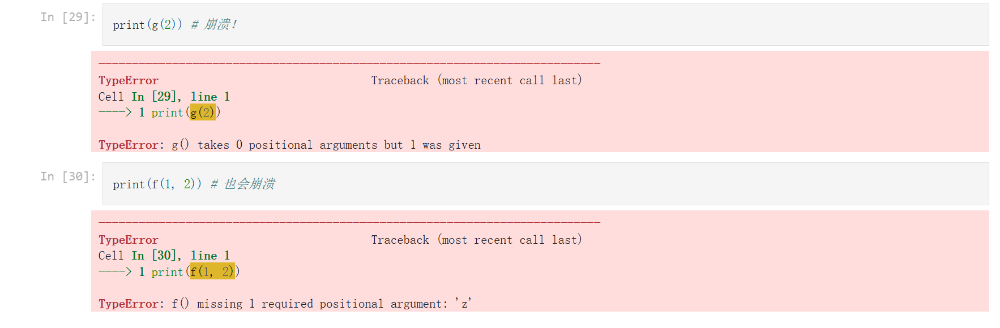 In [29]:
print(g(2)) # 崩溃！
---------------------------------------------------------------------------
TypeError                                 Traceback (most recent call last)
Cell In [29], line 1
----> 1 print(g(2))
TypeError: g() takes 0 positional arguments but 1 was given
In [30]:
print(f(1, 2)) # 也会崩溃
---------------------------------------------------------------------------
TypeError                                 Traceback (most recent call last)
Cell In [30], line 1
----> 1 print(f(1, 2))
TypeError: f() missing 1 required positional argument: 'z'